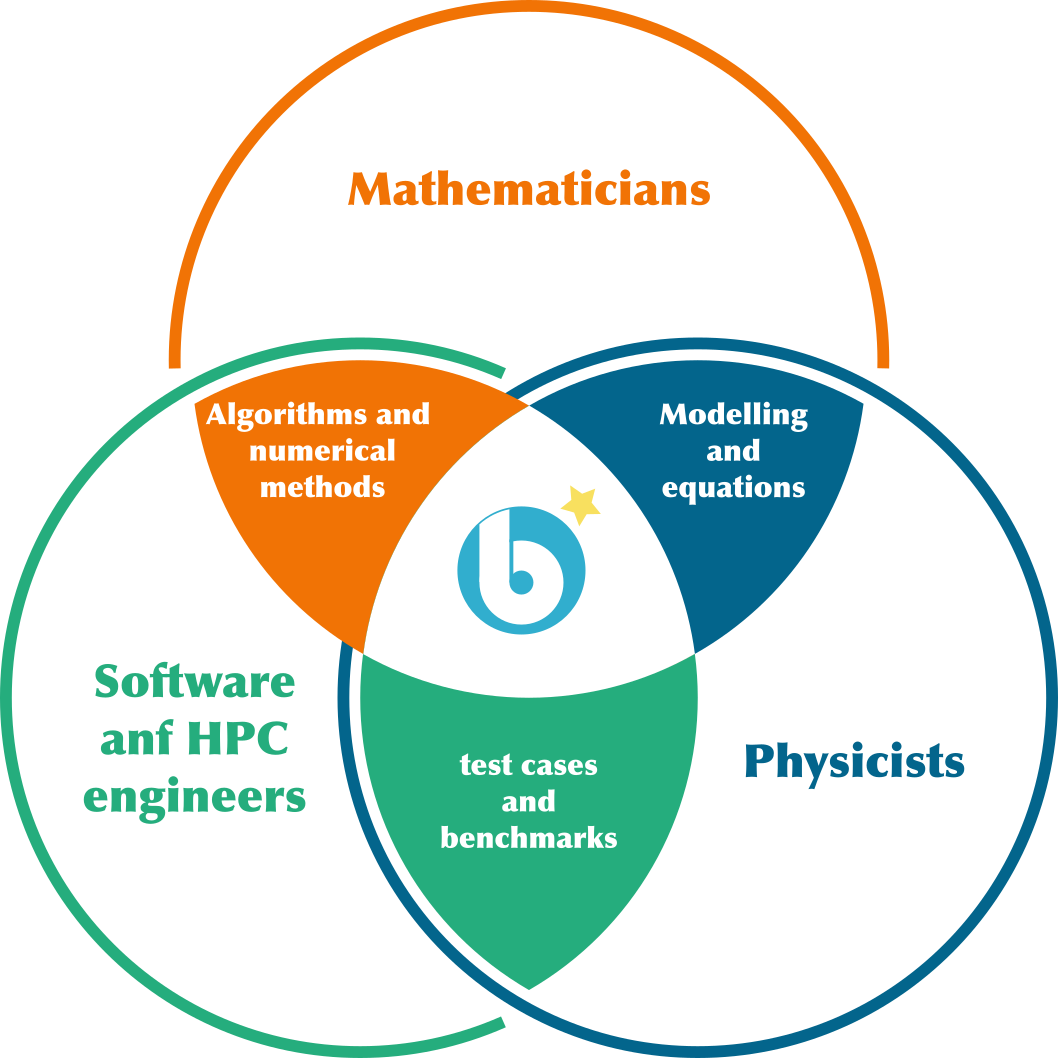 Mathematicians
Algorithms and
numerical
methods
Modelling
and
equations
b
Software
anf HPC
engineers
Physicists
test cases
and
benchmarks